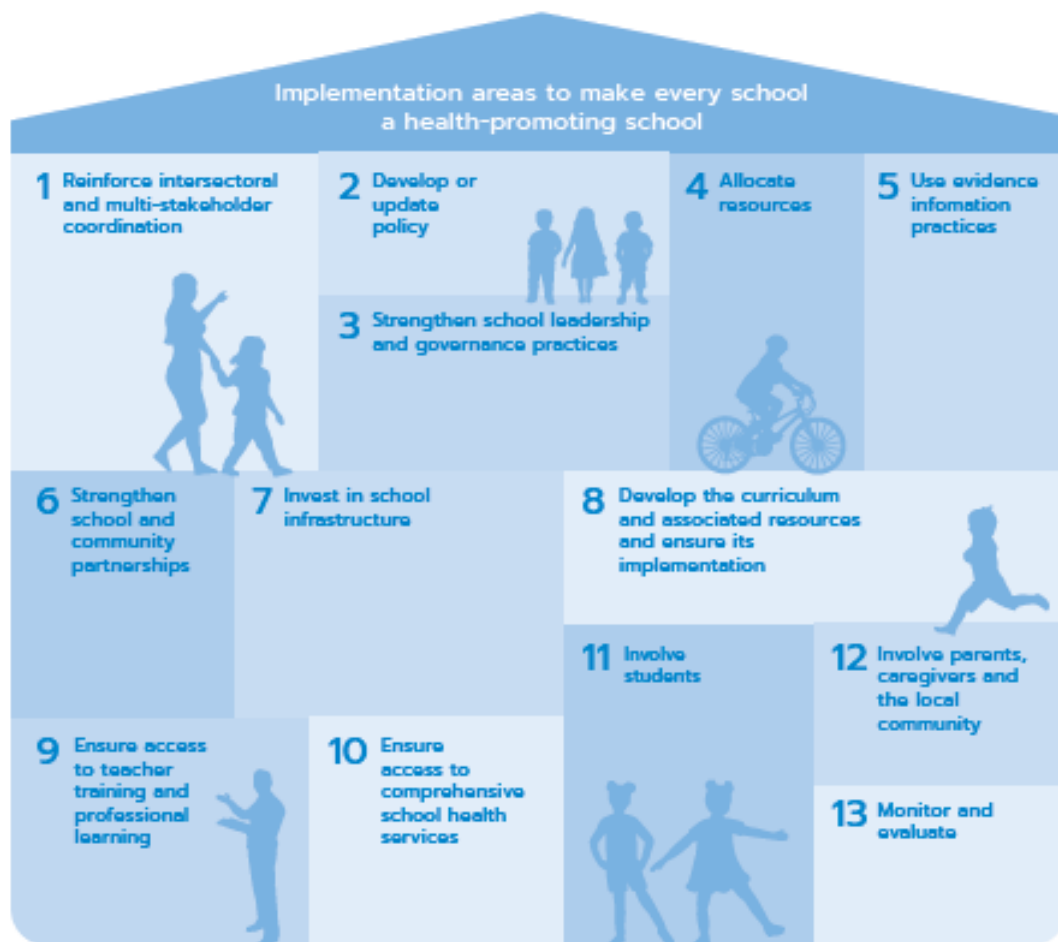 Implementation areas to make every school
a health-promoting school
1 Reinforce intersectoral
and multi-stakeholder
coordination
2 Develop or
update
policy
3 Strengthen school leadership
and governance practices
4 Allocate
resources
5 Use evidence
infomation
practices
6 Strengthen
school and
community
partnerships
7 Invest in school
infrastructure
8 Develop the curriculum
and associated resources
and ensure its
implementation
9 Ensure access
to teacher
training and
professional
learning
10 Ensure
access to
comprehensive
school health
services
11 Involve
students
12 Involve parents,
caregivers and
the local
community
13 Monitor and
evaluate